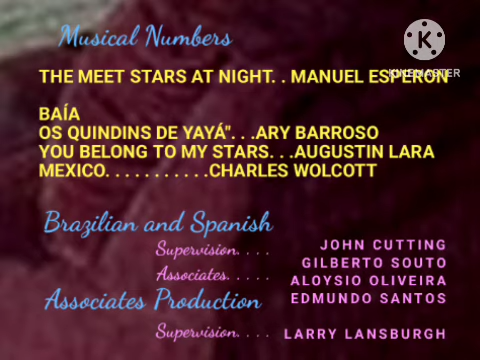 Musical Numbers
K
KINEMASTER
THE MEET STARS AT NIGHT. . MANUEL ESPERON
BAÍA
OS QUINDINS DE YAYÁ". . .ARY BARROSO
YOU BELONG TO MY STARS. . .AUGUSTIN LARA
MEXICO. . . . . . . . . . .CHARLES WOLCOTT
Brazilian and Spanish
Supervision. . . . JOHN CUTTING
GILBERTO SOUTO
Associates. . . . . ALOYSIO OLIVEIRA
EDMUNDO SANTOS
Associates Production
Supervision. . . . LARRY LANSBURGH